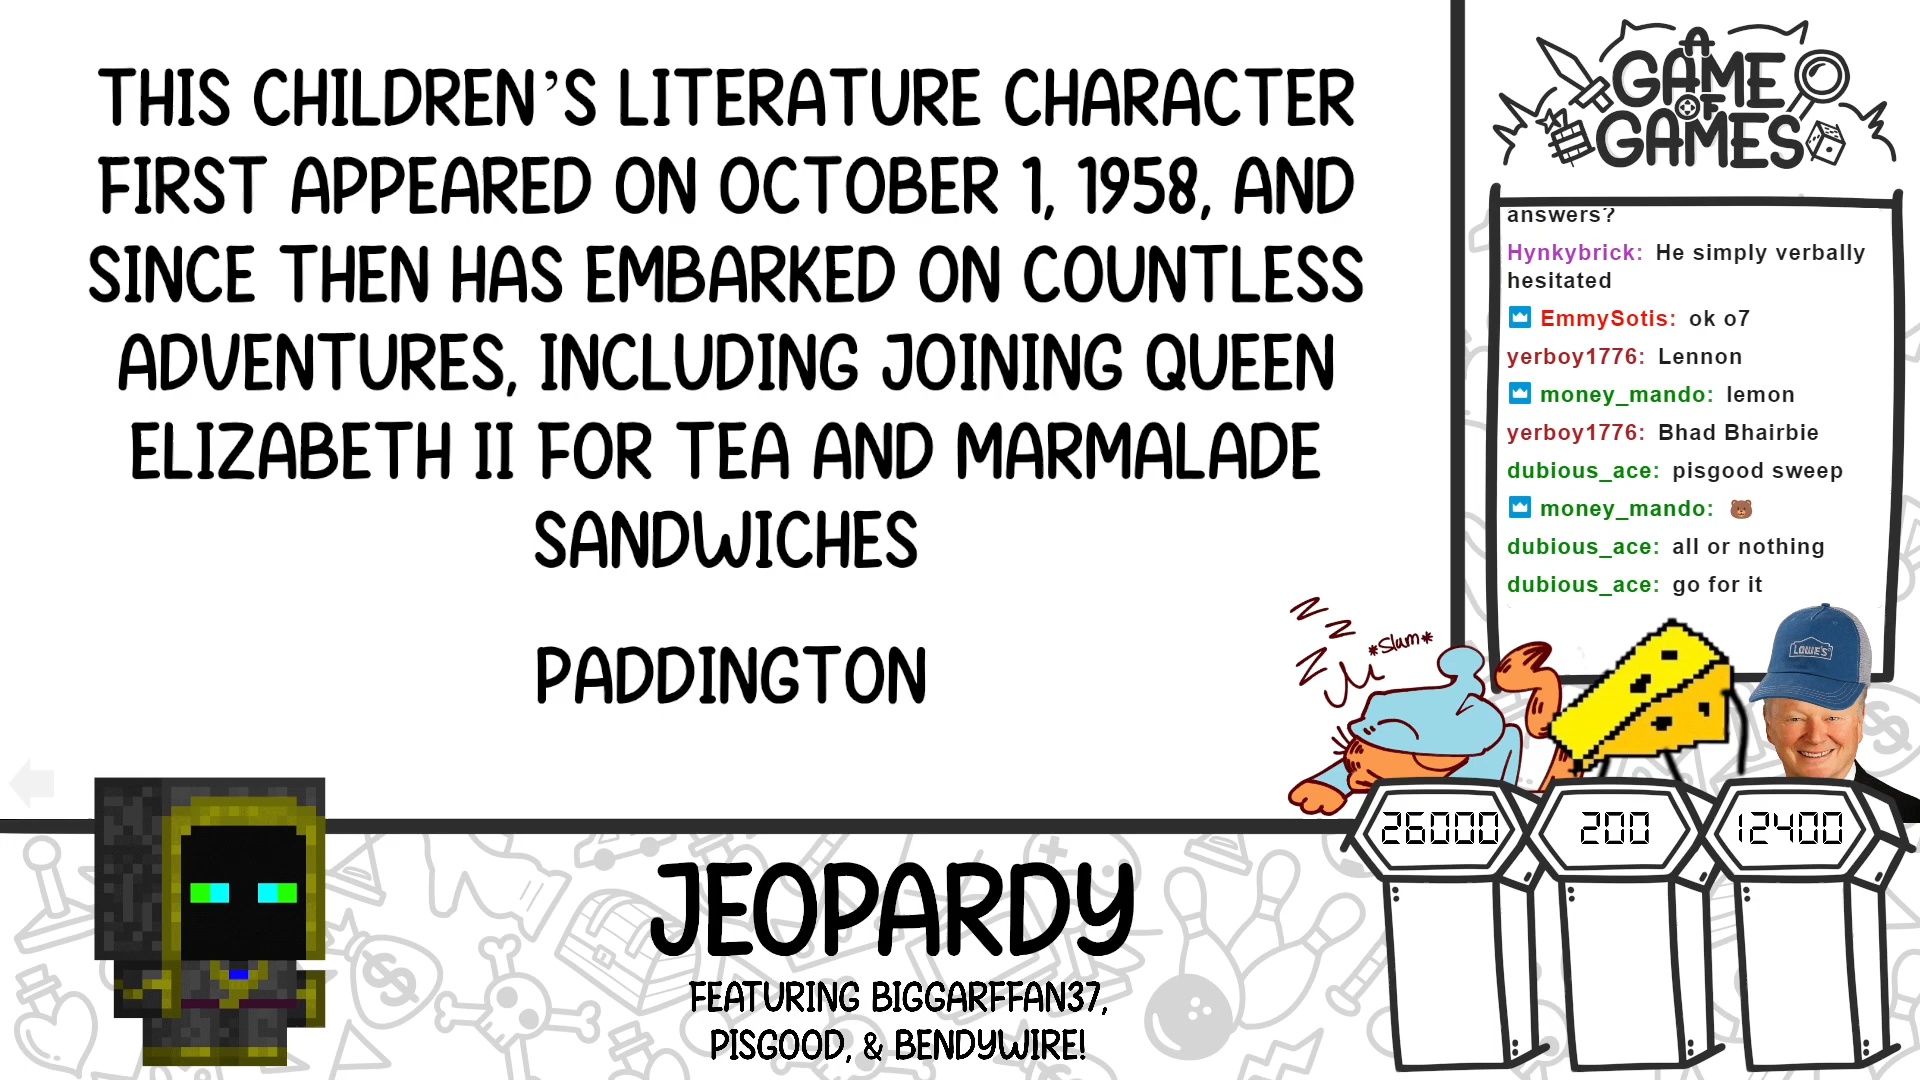 THIS CHILDREN'S LITERATURE CHARACTER
FIRST APPEARED ON OCTOBER 1, 1958, AND
SINCE THEN HAS EMBARKED ON COUNTLESS
ADVENTURES, INCLUDING JOINING QUEEN
ELIZABETH II FOR TEA AND MARMALADE
SANDWICHES
PADDINGTON
A
GAME
OF
GAMES
answers?
Hynkybrick: He simply verbally
hesitated
EmmySotis: ok o7
yerboy1776: Lennon
money_mando: lemon
yerboy1776: Bhad Bhairbie
dubious_ace: pisgood sweep
money_mando: 🐻
dubious_ace: all or nothing
dubious_ace: go for it
Z Z Z
*Slum*
LOWE'S
26000
200
12400
JEOPARDY
FEATURING BIGGARFFAN37,
PISGOOD, & BENDYWIRE!